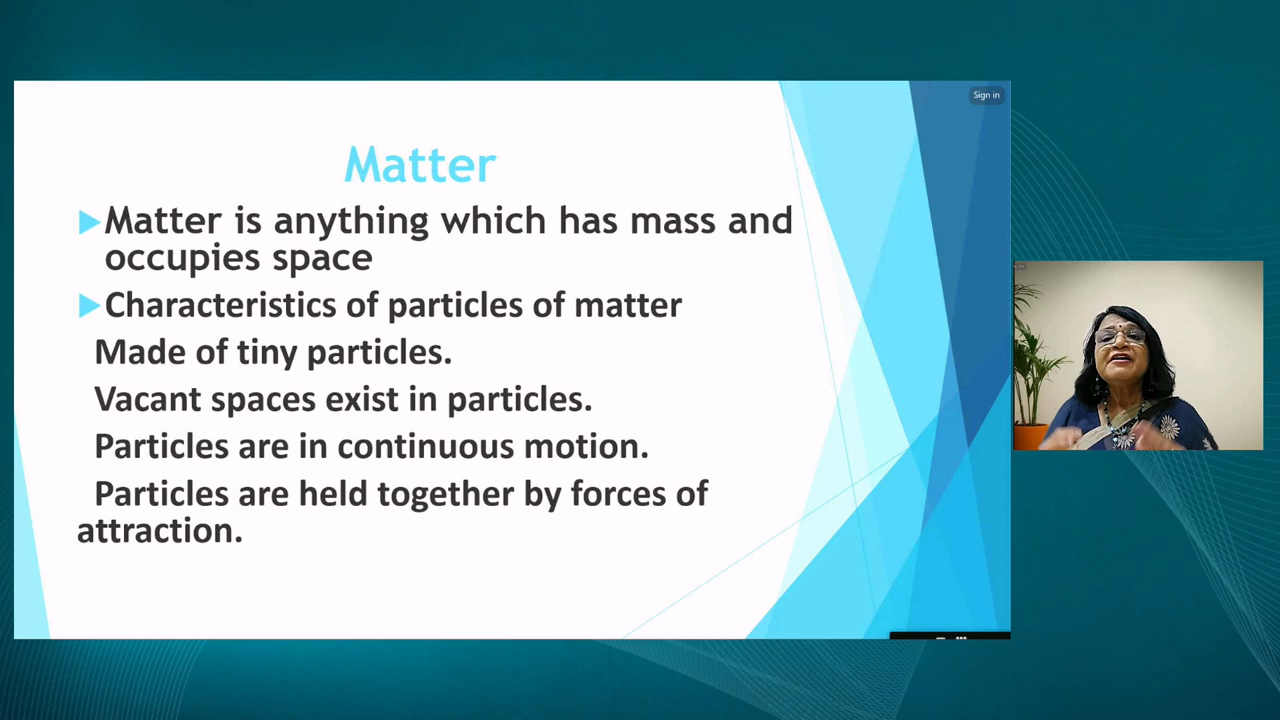 Sign in
Matter
Matter is anything which has mass and
occupies space
Characteristics of particles of matter
Made of tiny particles.
Vacant spaces exist in particles.
Particles are in continuous motion.
Particles are held together by forces of
attraction.